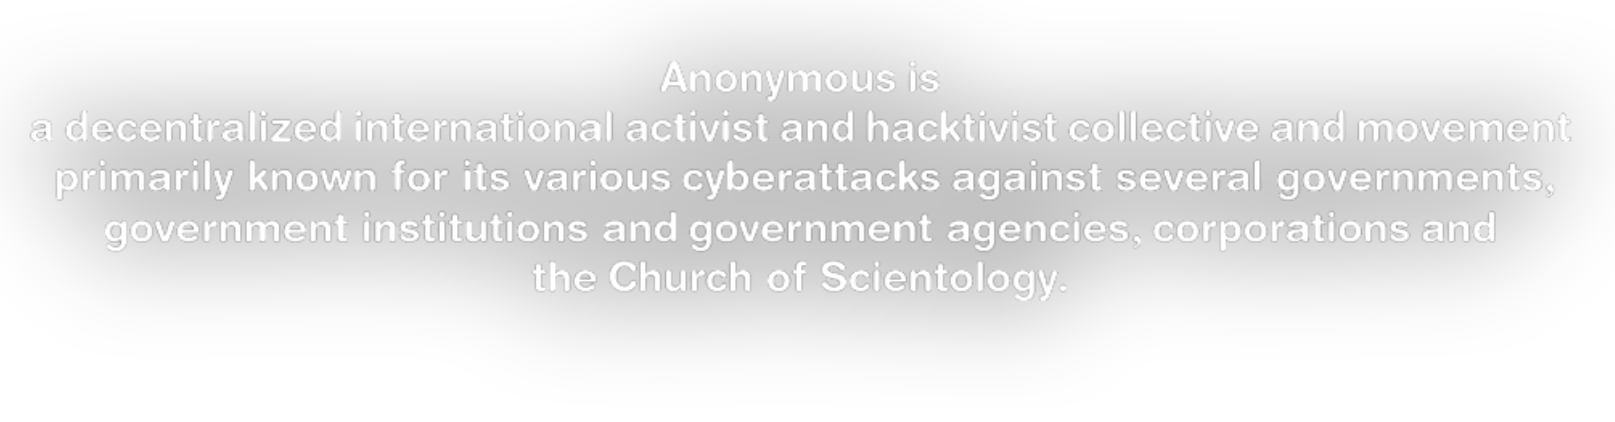 Anonymous is
a decentralized international activist and hacktivist collective and movement
primarily known for its various cyberattacks against several governments,
government institutions and government agencies, corporations and
the Church of Scientology.